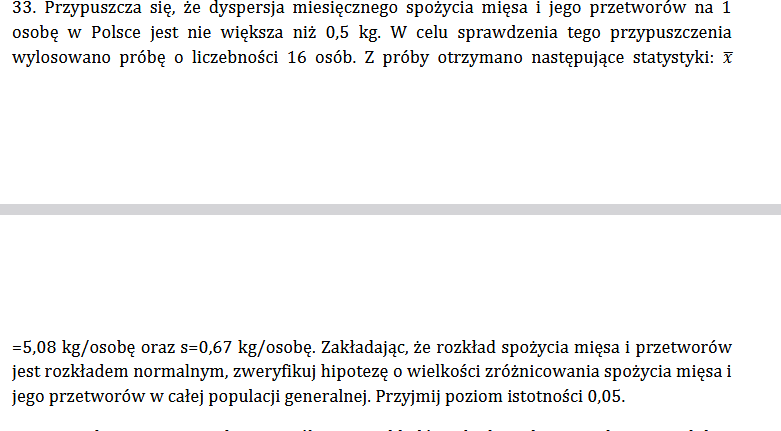 33. Przypuszcza się, że dyspersja miesięcznego spożycia mięsa i jego przetworów na 1
osobę w Polsce jest nie większa niż 0,5 kg. W celu sprawdzenia tego przypuszczenia
wylosowano próbę o liczebności 16 osób. Z próby otrzymano następujące statystyki: x̅
=5,08 kg/osobę oraz s=0,67 kg/osobę. Zakładając, że rozkład spożycia mięsa i przetworów
jest rozkładem normalnym, zweryfikuj hipotezę o wielkości zróżnicowania spożycia mięsa i
jego przetworów w całej populacji generalnej. Przyjmij poziom istotności 0,05.